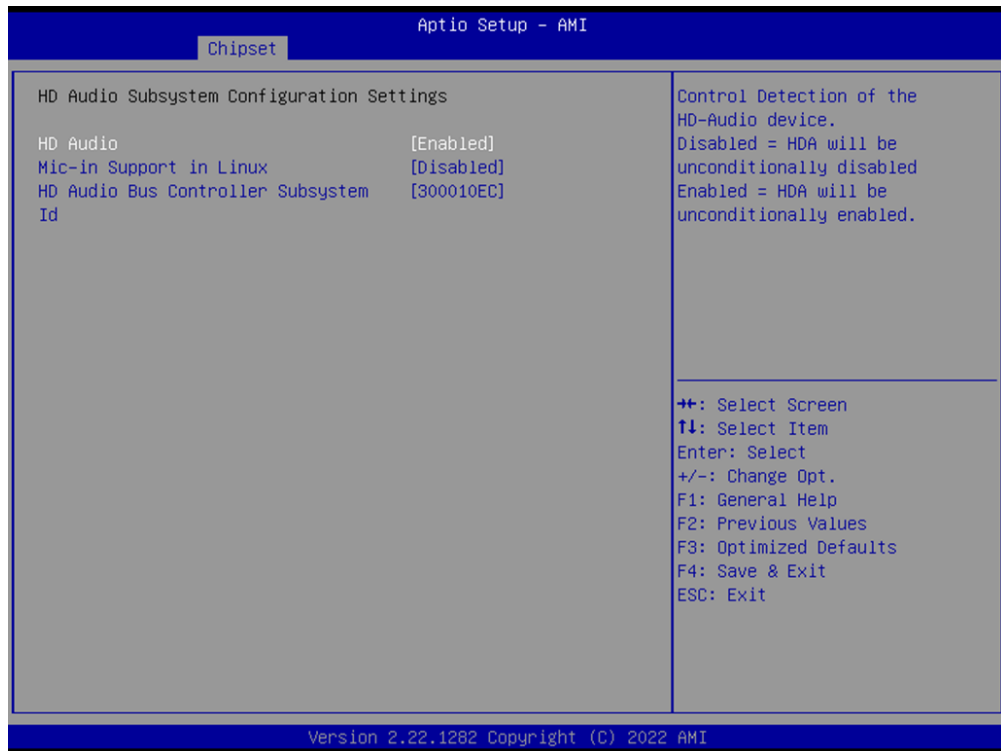 Aptio Setup – AMI
Chipset
HD Audio Subsystem Configuration Settings
HD Audio [Enabled]
Mic-in Support in Linux [Disabled]
HD Audio Bus Controller Subsystem [300010EC]
Id
Control Detection of the
HD-Audio device.
Disabled = HDA will be
unconditionally disabled
Enabled = HDA will be
unconditionally enabled.
→←: Select Screen
↑↓: Select Item
Enter: Select
+/-: Change Opt.
F1: General Help
F2: Previous Values
F3: Optimized Defaults
F4: Save & Exit
ESC: Exit
Version 2.22.1282 Copyright (C) 2022 AMI